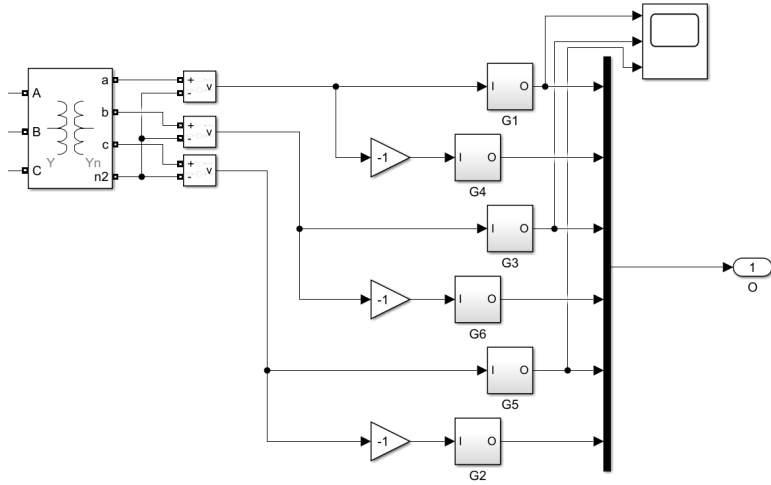 A
B
C
Y
Yn
a
b
c
n2
+
-
v
+
-
v
+
-
v
I
O
G1
-1
I
O
G4
I
O
G3
-1
I
O
G6
I
O
G5
-1
I
O
G2
1
O